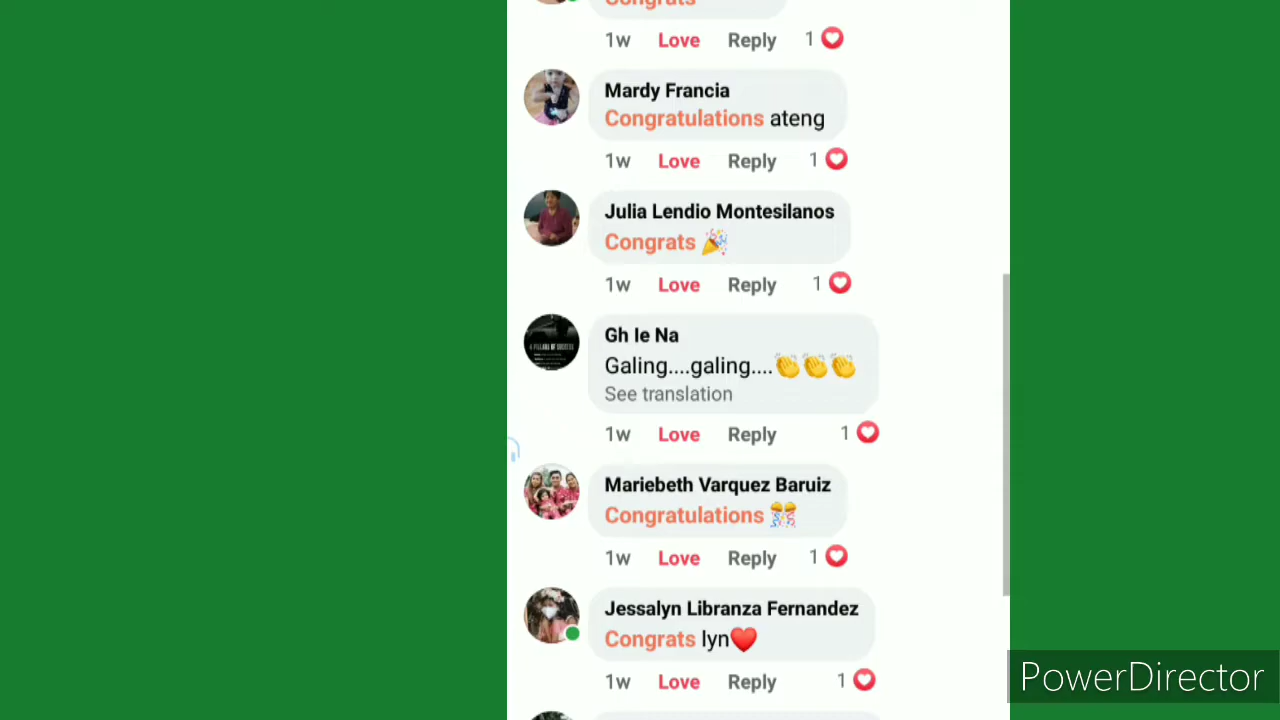 Congrats
1w Love Reply 1
Mardy Francia
Congratulations ateng
1w Love Reply 1
Julia Lendio Montesilanos
Congrats 🎉
1w Love Reply 1
Gh Ie Na
Galing....galing....👏👏👏
See translation
1w Love Reply 1
Mariebeth Varquez Baruiz
Congratulations 🎊
1w Love Reply 1
Jessalyn Libranza Fernandez
Congrats lyn❤️
1w Love Reply 1
PowerDirector